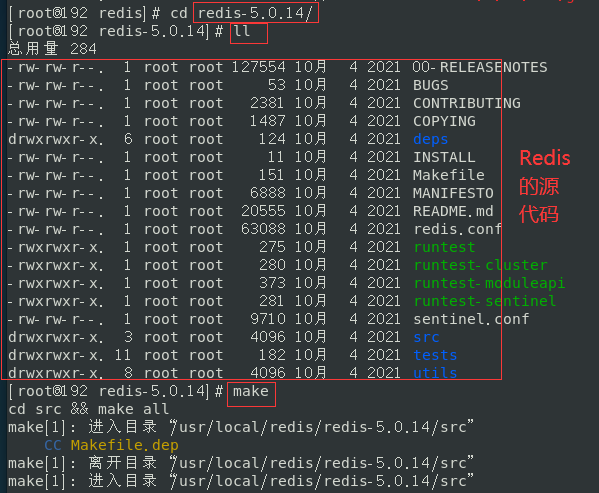 [root@192 redis]# cd redis-5.0.14/
[root@192 redis-5.0.14]# ll
总用量 284
-rw-rw-r--. 1 root root 127554 10月 4 2021 00-RELEASENOTES
-rw-rw-r--. 1 root root 53 10月 4 2021 BUGS
-rw-rw-r--. 1 root root 2381 10月 4 2021 CONTRIBUTING
-rw-rw-r--. 1 root root 1487 10月 4 2021 COPYING
drwxrwxr-x. 6 root root 124 10月 4 2021 deps
-rw-rw-r--. 1 root root 11 10月 4 2021 INSTALL
-rw-rw-r--. 1 root root 151 10月 4 2021 Makefile
-rw-rw-r--. 1 root root 6888 10月 4 2021 MANIFESTO
-rw-rw-r--. 1 root root 20555 10月 4 2021 README.md
-rw-rw-r--. 1 root root 63088 10月 4 2021 redis.conf
-rwxrwxr-x. 1 root root 275 10月 4 2021 runtest
-rwxrwxr-x. 1 root root 280 10月 4 2021 runtest-cluster
-rwxrwxr-x. 1 root root 373 10月 4 2021 runtest-moduleapi
-rwxrwxr-x. 1 root root 281 10月 4 2021 runtest-sentinel
-rw-rw-r--. 1 root root 9710 10月 4 2021 sentinel.conf
drwxrwxr-x. 3 root root 4096 10月 4 2021 src
drwxrwxr-x. 11 root root 182 10月 4 2021 tests
drwxrwxr-x. 8 root root 4096 10月 4 2021 utils
Redis
的源
代码
[root@192 redis-5.0.14]# make
cd src && make all
make[1]: 进入目录“/usr/local/redis/redis-5.0.14/src”
CC Makefile.dep
make[1]: 离开目录“/usr/local/redis/redis-5.0.14/src”
make[1]: 进入目录“/usr/local/redis/redis-5.0.14/src”